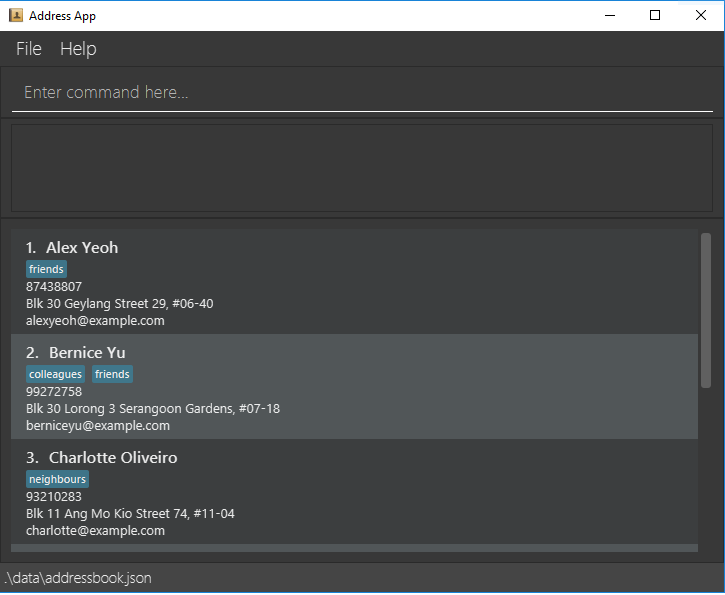 Address App
File Help
Enter command here...
1. Alex Yeoh
friends
87438807
Blk 30 Geylang Street 29, #06-40
alexyeoh@example.com
2. Bernice Yu
colleagues friends
99272758
Blk 30 Lorong 3 Serangoon Gardens, #07-18
berniceyu@example.com
3. Charlotte Oliveiro
neighbours
93210283
Blk 11 Ang Mo Kio Street 74, #11-04
charlotte@example.com
.\data\addressbook.json